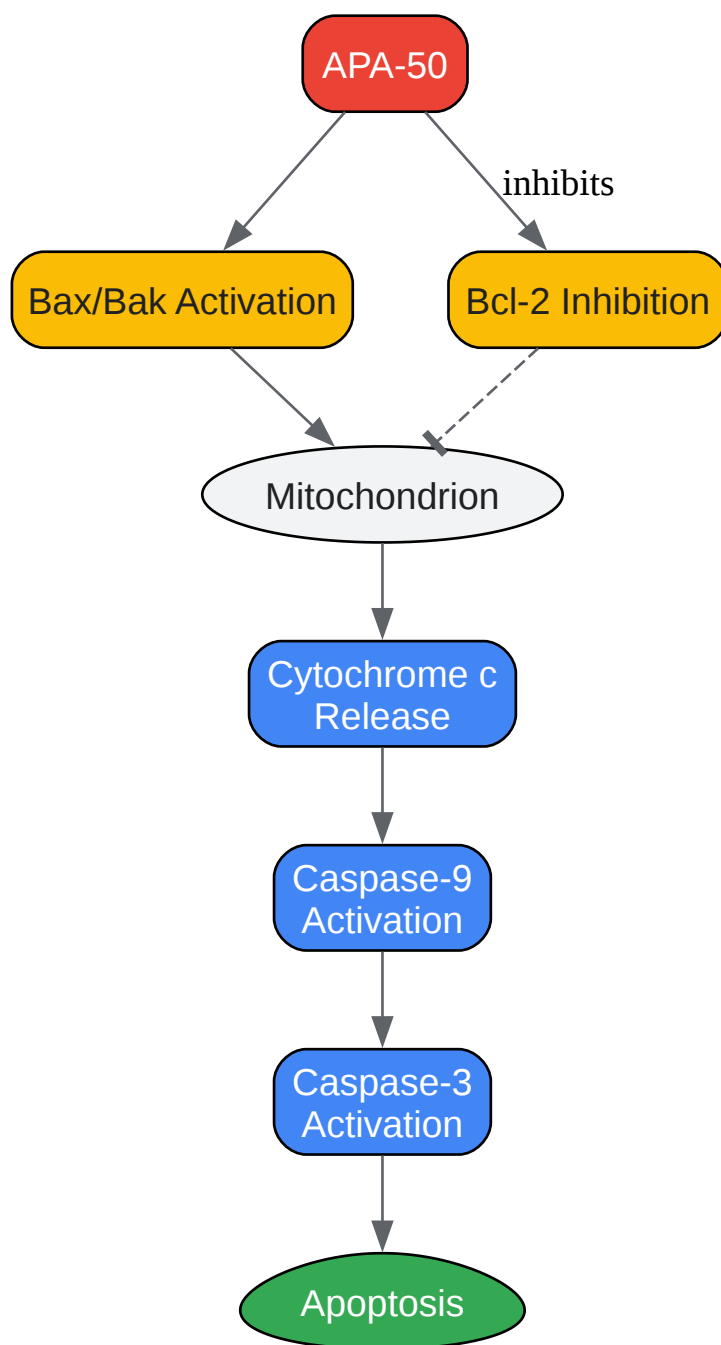 APA-50
inhibits
Bax/Bak Activation
Bcl-2 Inhibition
Mitochondrion
Cytochrome c
Release
Caspase-9
Activation
Caspase-3
Activation
Apoptosis